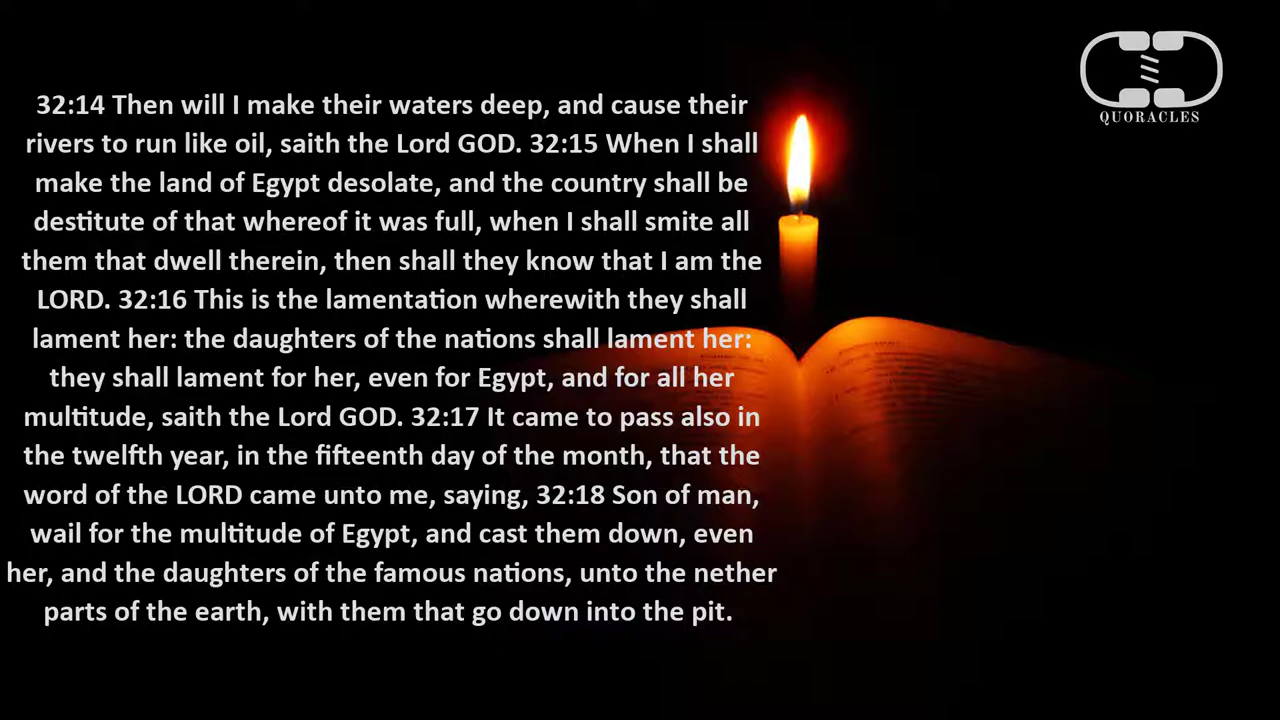 32:14 Then will I make their waters deep, and cause their
rivers to run like oil, saith the Lord GOD. 32:15 When I shall
make the land of Egypt desolate, and the country shall be
destitute of that whereof it was full, when I shall smite all
them that dwell therein, then shall they know that I am the
LORD. 32:16 This is the lamentation wherewith they shall
lament her: the daughters of the nations shall lament her:
they shall lament for her, even for Egypt, and for all her
multitude, saith the Lord GOD. 32:17 It came to pass also in
the twelfth year, in the fifteenth day of the month, that the
word of the LORD came unto me, saying, 32:18 Son of man,
wail for the multitude of Egypt, and cast them down, even
her, and the daughters of the famous nations, unto the nether
parts of the earth, with them that go down into the pit.
QUORACLES